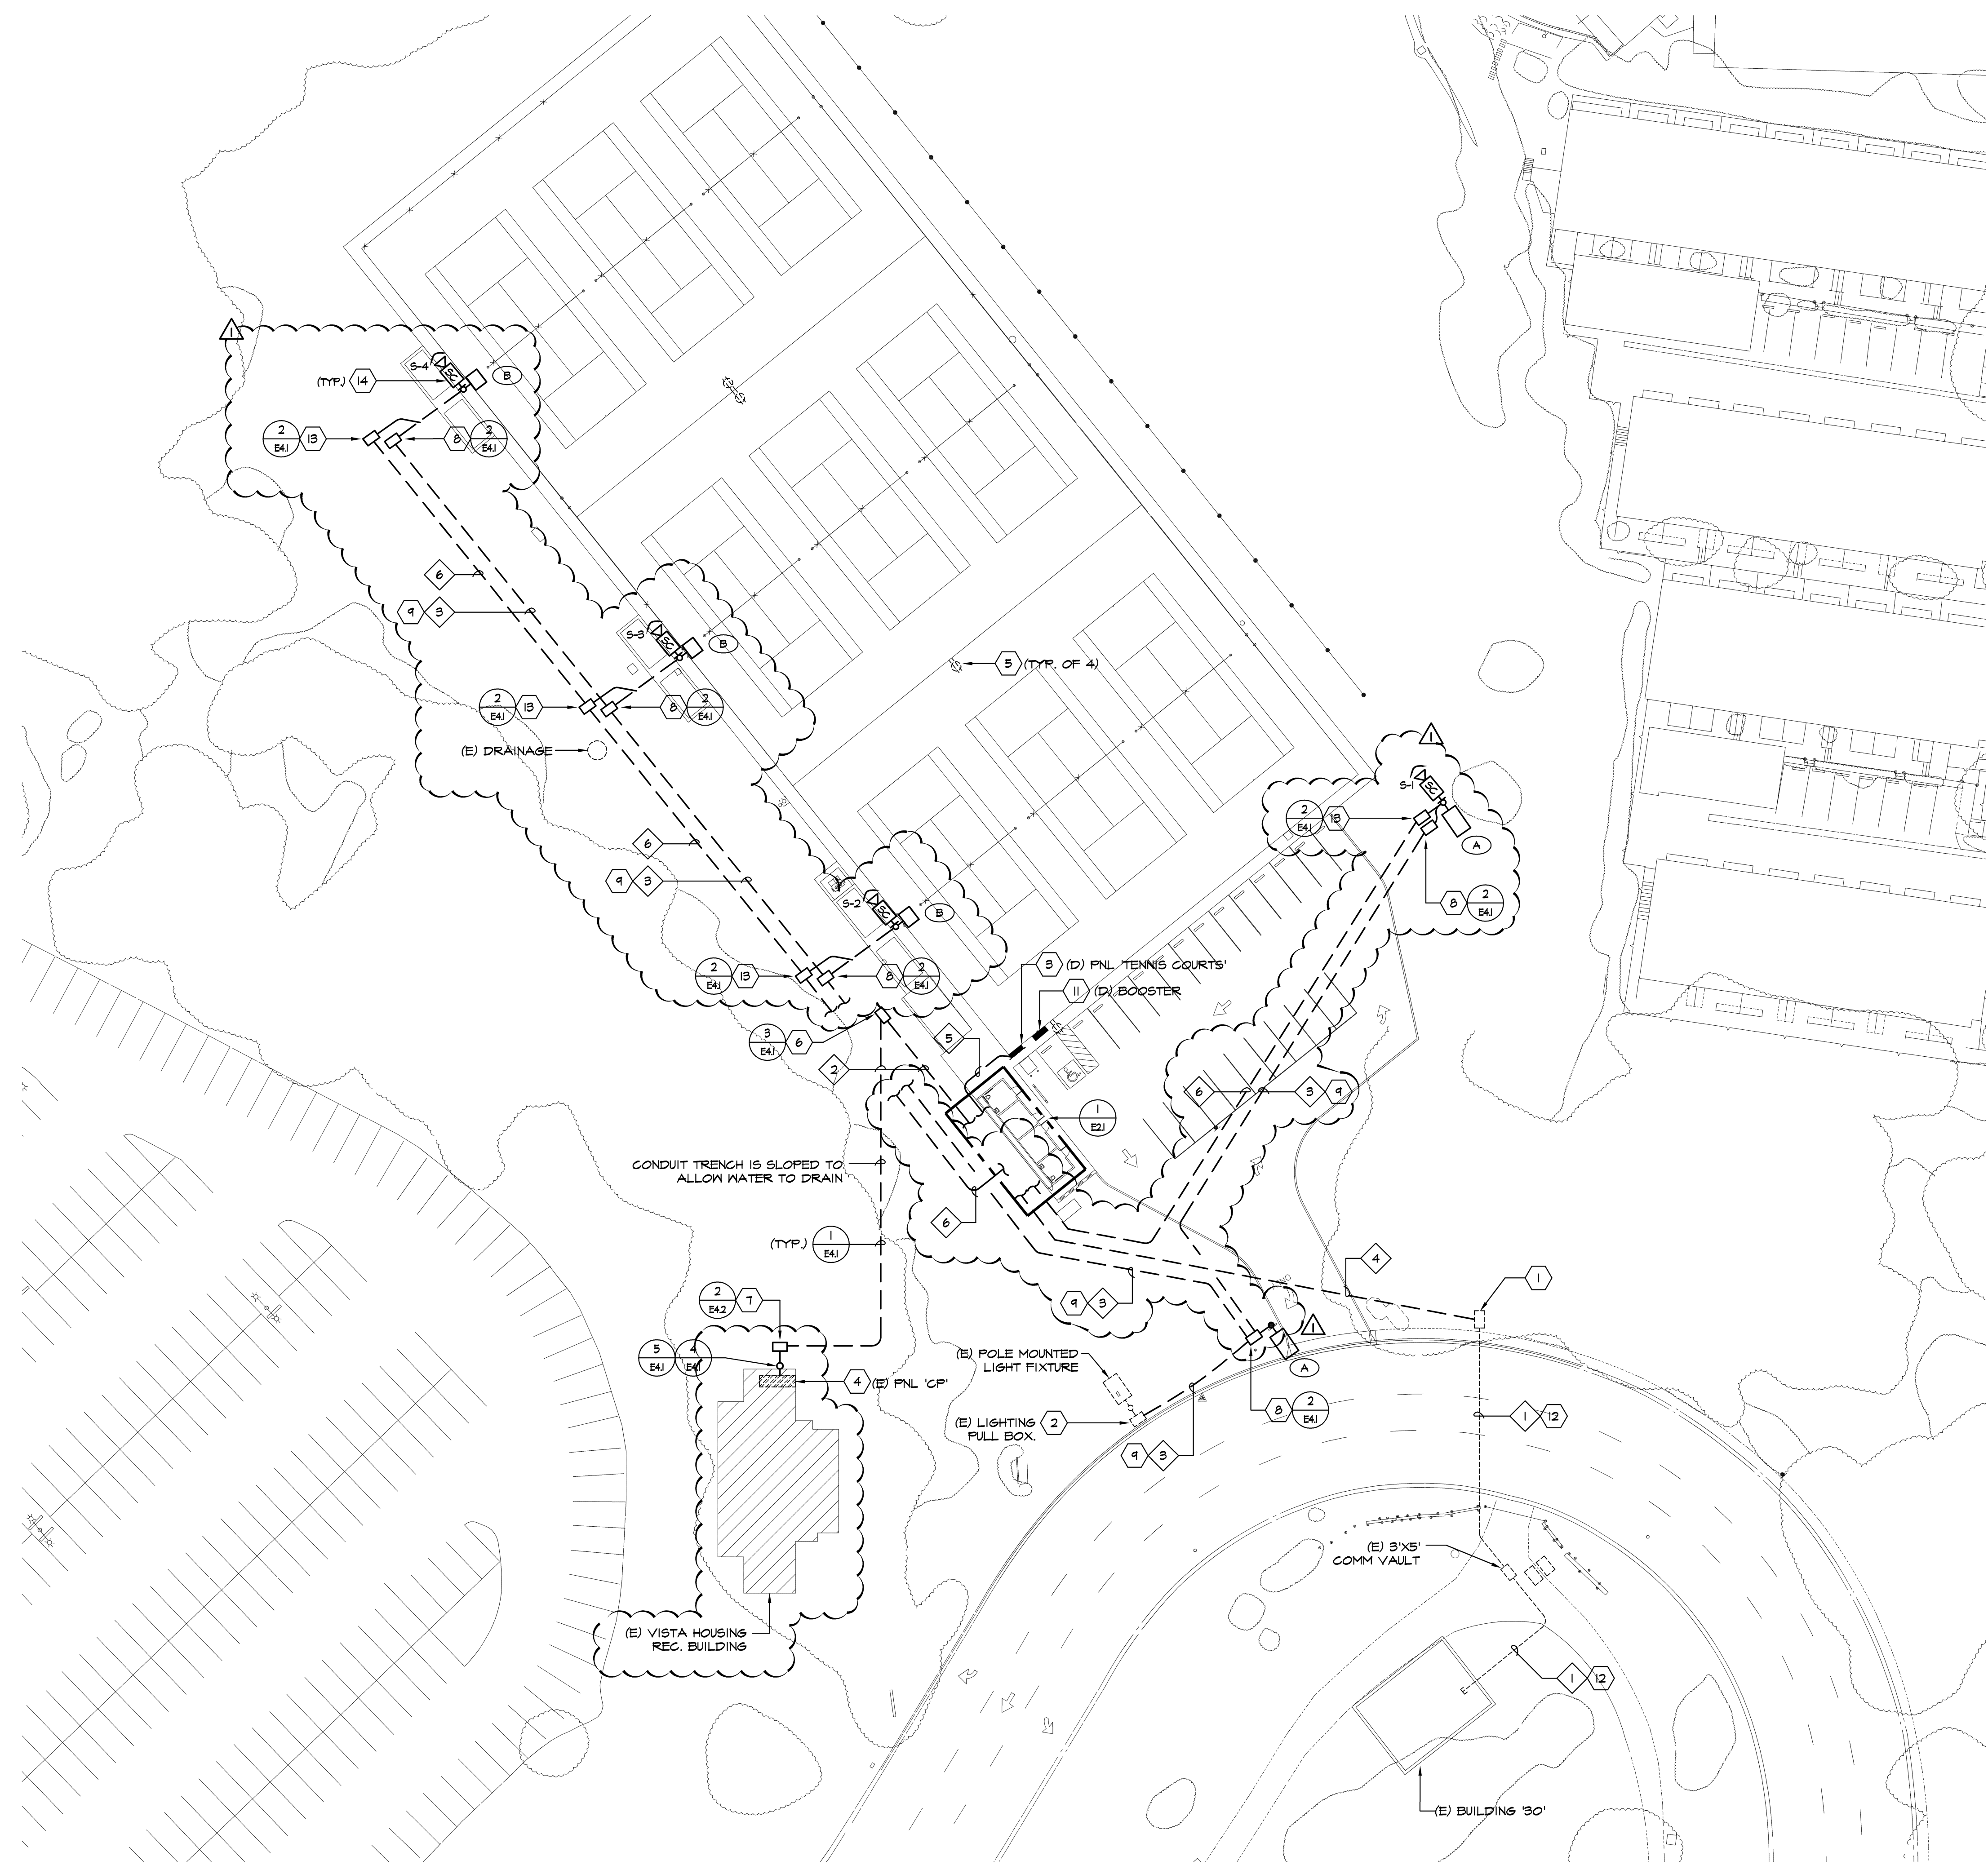 1
S-4
SC
B
(TYP.) 14
2
E4.1
13
8
2
E4.1
6
9 3
S-3
SC
B
5 (TYP. OF 4)
2
E4.1
13
8
2
E4.1
(E) DRAINAGE
1
S-1
SC
2
E4.1
13
A
6
9 3
8
2
E4.1
S-2
SC
B
3 (D) PNL 'TENNIS COURTS'
2
E4.1
13
8
2
E4.1
11 (D) BOOSTER
3
E4.1
6
5
2
6
3 9
1
E2.1
CONDUIT TRENCH IS SLOPED TO
ALLOW WATER TO DRAIN
6
(TYP.)
1
E4.1
4
1
9 3
2
E4.2
7
1
5
E4.1
4
E4.1
(E) POLE MOUNTED
LIGHT FIXTURE
A
4 (E) PNL 'CP'
8
2
E4.1
(E) LIGHTING 2
PULL BOX.
1 12
9 3
(E) 3'X5'
COMM VAULT
(E) VISTA HOUSING
REC. BUILDING
1 12
E
(E) BUILDING '30'